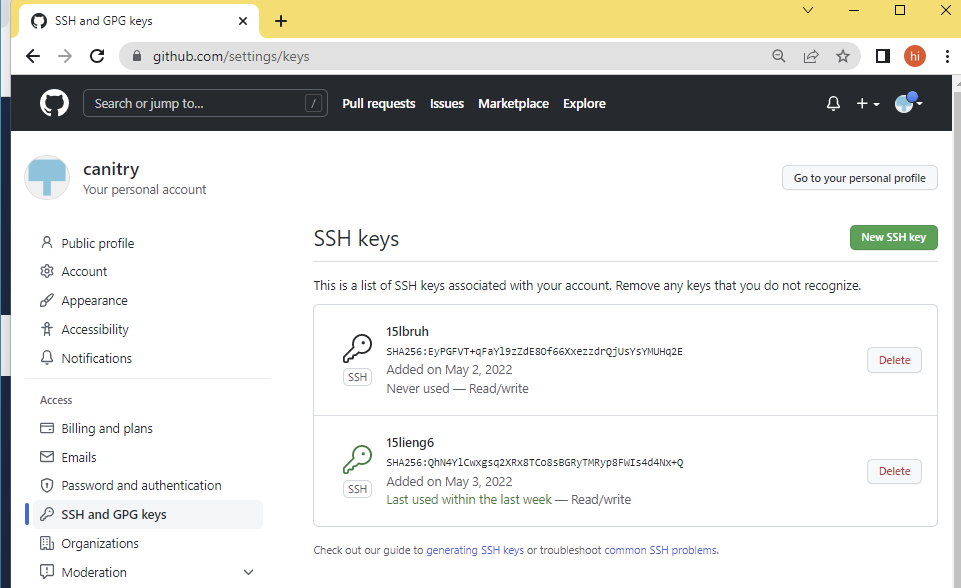 SSH and GPG keys
github.com/settings/keys
hi
Search or jump to...
/
Pull requests
Issues
Marketplace
Explore
canitry
Your personal account
Go to your personal profile
Public profile
Account
Appearance
Accessibility
Notifications
Access
Billing and plans
Emails
Password and authentication
SSH and GPG keys
Organizations
Moderation
SSH keys
New SSH key
This is a list of SSH keys associated with your account. Remove any keys that you do not recognize.
15lbruh
SHA256:EyPGFVT+qFaYl9zZdE8Of66XxezzdrQjUsYsYMUHq2E
Added on May 2, 2022
Never used — Read/write
SSH
Delete
15lieng6
SHA256:QhN4YlCwxgsq2XRx8TCo8sBGRyTMRyp8FWIs4d4Nx+Q
Added on May 3, 2022
Last used within the last week — Read/write
SSH
Delete
Check out our guide to generating SSH keys or troubleshoot common SSH problems.